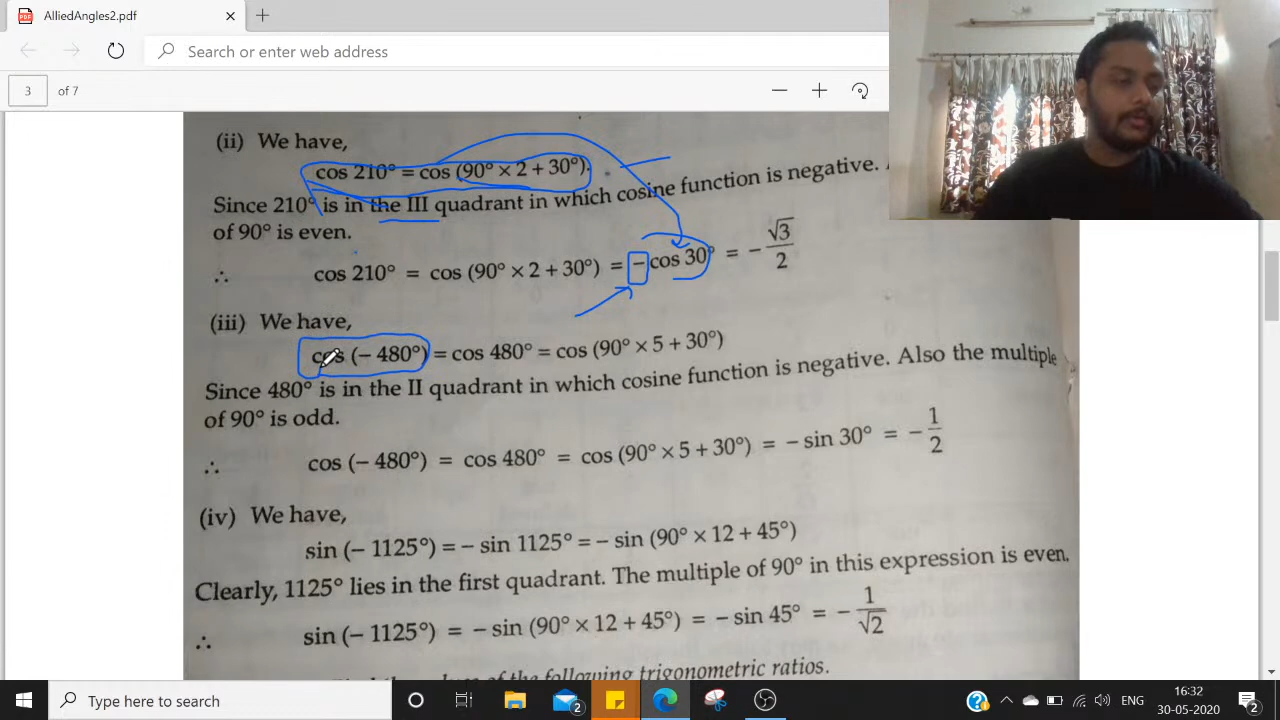 AlliedAngles2.pdf
Search or enter web address
3 of 7
(ii) We have,
cos 210° = cos (90° × 2 + 30°).
Since 210° is in the III quadrant in which cosine function is negative.
of 90° is even.
∴ cos 210° = cos (90° × 2 + 30°) = − cos 30° = − √3/2
(iii) We have,
cos (− 480°) = cos 480° = cos (90° × 5 + 30°)
Since 480° is in the II quadrant in which cosine function is negative. Also the multiple
of 90° is odd.
∴ cos (− 480°) = cos 480° = cos (90° × 5 + 30°) = − sin 30° = − 1/2
(iv) We have,
sin (− 1125°) = − sin 1125° = − sin (90° × 12 + 45°)
Clearly, 1125° lies in the first quadrant. The multiple of 90° in this expression is even.
∴ sin (− 1125°) = − sin (90° × 12 + 45°) = − sin 45° = − 1/√2
of the following trigonometric ratios.
Type here to search
2
ENG
16:32
30-05-2020
2